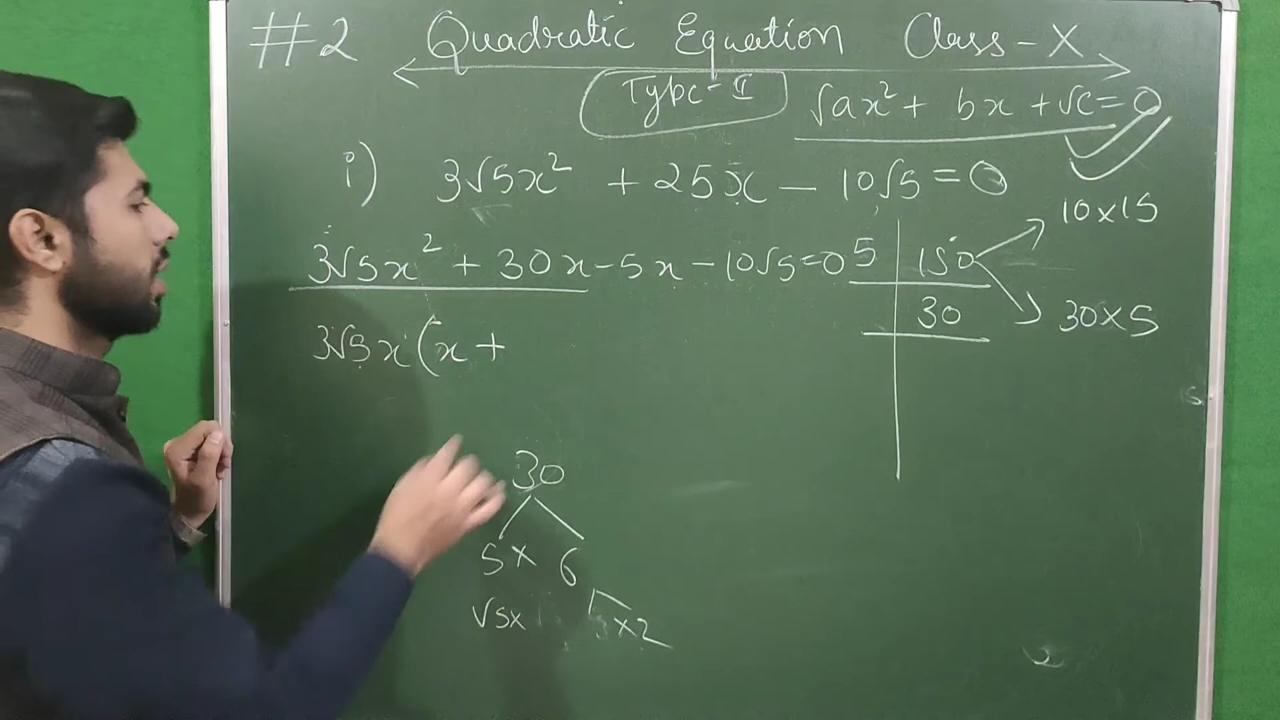 #2 Quadratic Equation Class-X
Type-II √ax² + bx + √c = 0
i) 3√5x² + 25x - 10√5 = 0
10×15
3√5x² + 30x - 5x - 10√5 = 0
5 | 150
30
30×5
3√5x(x +
30
5 × 6
√5×
×2